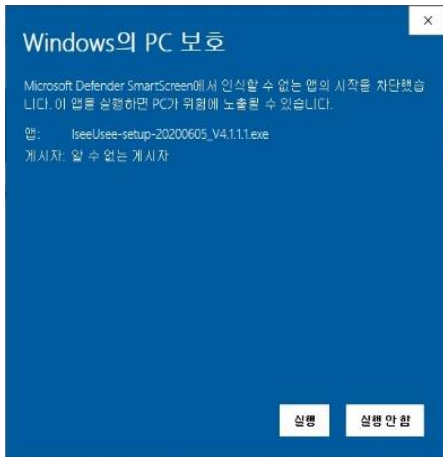 Windows의 PC 보호
Microsoft Defender SmartScreen에서 인식할 수 없는 앱의 시작을 차단했습
니다. 이 앱을 실행하면 PC가 위험에 노출될 수 있습니다.
앱: IseeUsee-setup-20200605_V4.1.1.1.exe
게시자: 알 수 없는 게시자
실행 실행 안 함